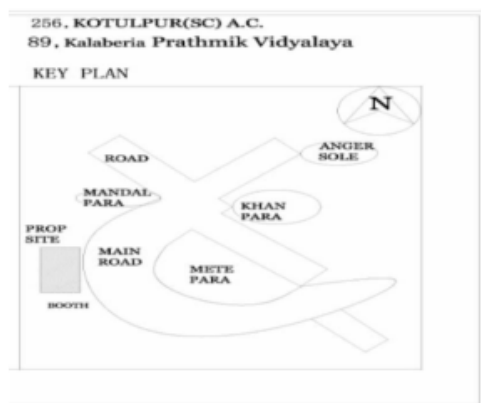 256, KOTULPUR(SC) A.C.
89, Kalaberia Prathmik Vidyalaya
KEY PLAN
N
ROAD
ANGER
SOLE
MANDAL
PARA
KHAN
PARA
PROP
SITE
MAIN
ROAD
METE
PARA
BOOTH